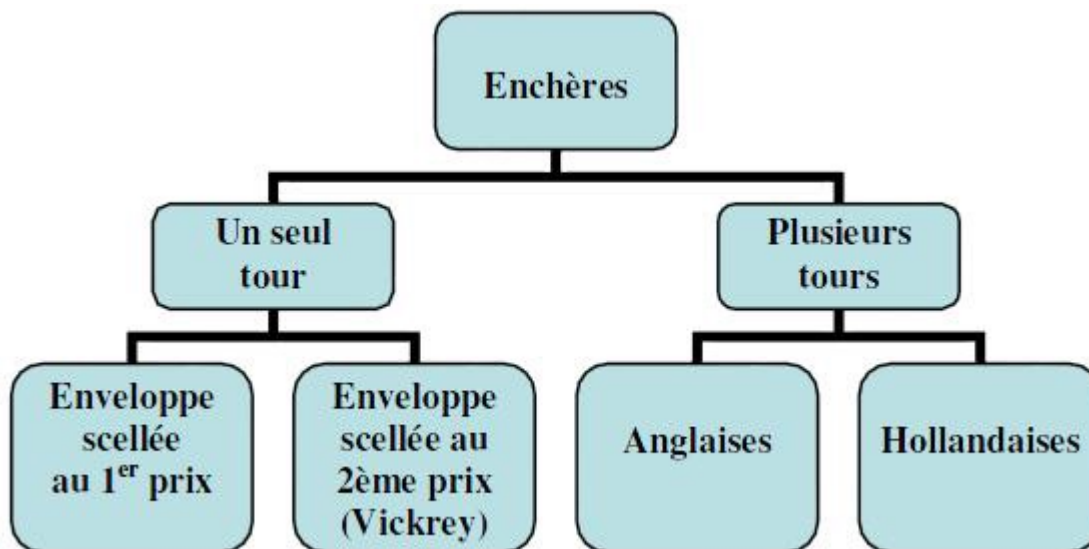 Enchères
Un seul
tour
Plusieurs
tours
Enveloppe
scellée
au 1er prix
Enveloppe
scellée au
2ème prix
(Vickrey)
Anglaises
Hollandaises